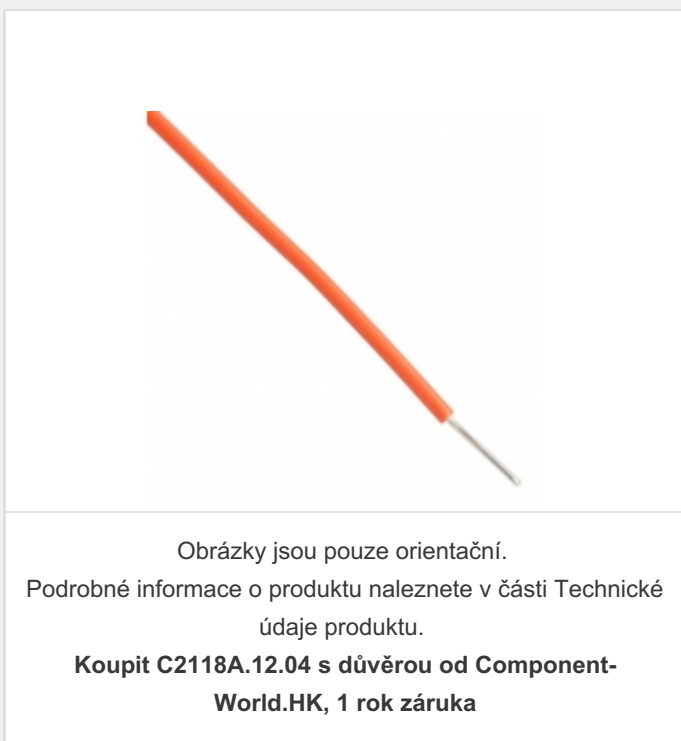 Obrázky jsou pouze orientační.
Podrobné informace o produktu naleznete v části Technické
údaje produktu.
Koupit C2118A.12.04 s důvěrou od Component-
World.HK, 1 rok záruka